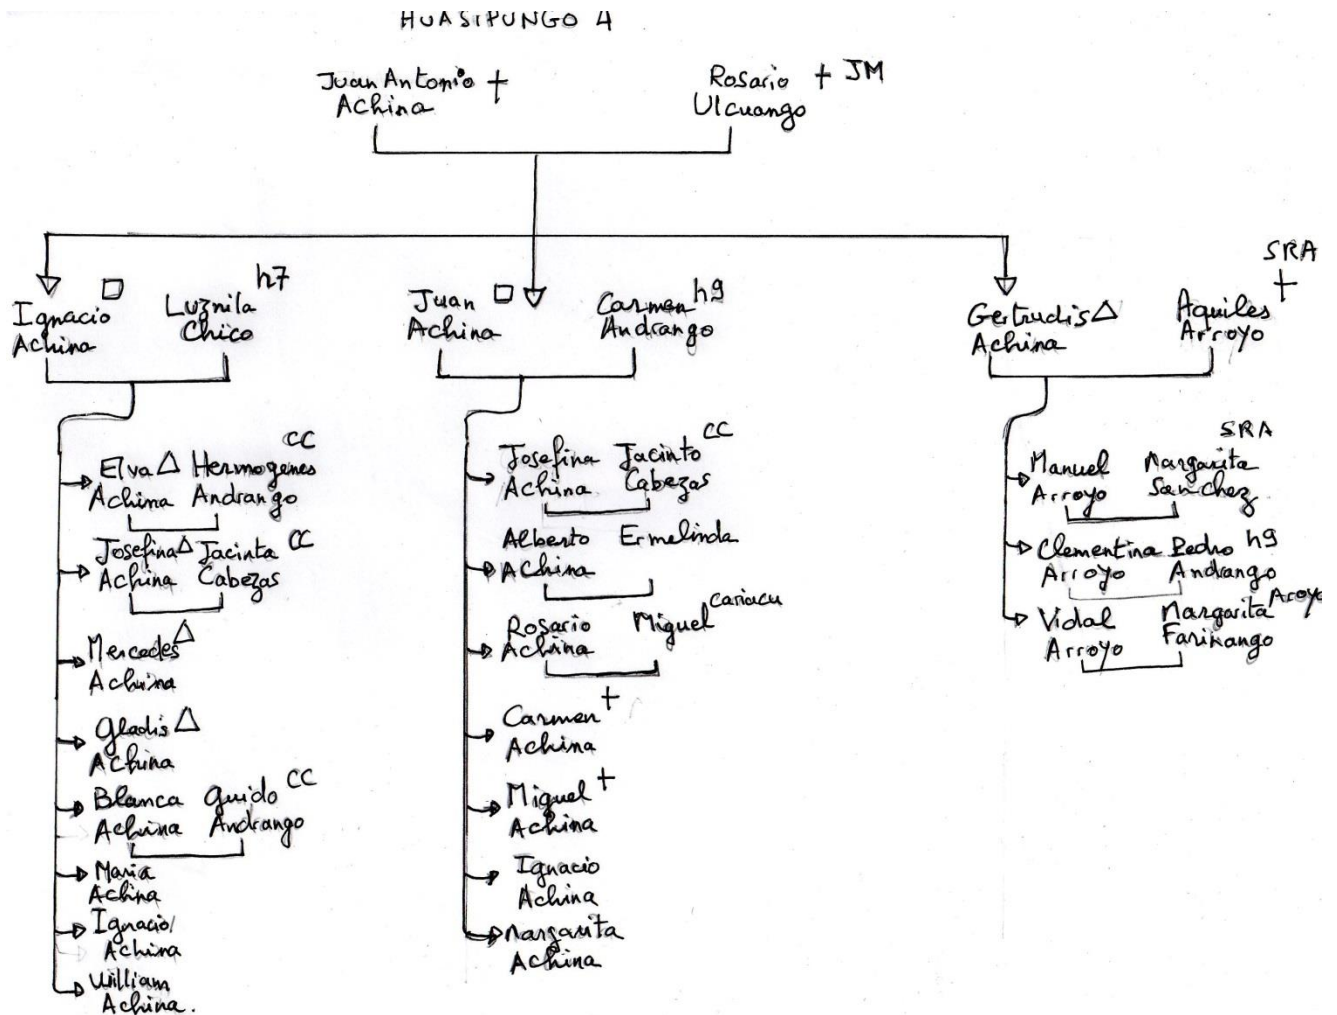 HUASIPUNGO 4
Juan Antonio + Rosario + JM
Achina Ulcuango
Ignacio Luzmila h7
Achina Chico
Elva Hermogenes CC
Achina Andrango
Josefina Jacinta CC
Achina Cabezas
Mercedes
Achina
Gladis
Achina
Blanca Guido CC
Achina Andrango
Maria
Achina
Ignacio
Achina
William
Achina.
Juan Carmen h9
Achina Andrango
Josefina Jacinto CC
Achina Cabezas
Alberto Ermelinda
Achina
Rosario Miguel Cariacu
Achina
Carmen +
Achina
Miguel +
Achina
Ignacio
Achina
Margarita
Achina
SRA
Gertrudis Aquiles +
Achina Arroyo
SRA
Manuel Margarita
Arroyo Sanchez
Clementina Pedro h9
Arroyo Andrango
Vidal Margarita Aroyo
Arroyo Farinango